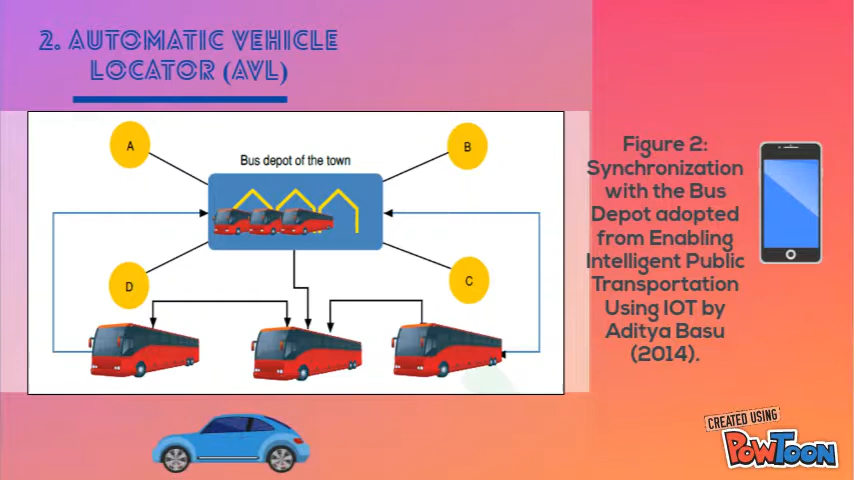 2. AUTOMATIC VEHICLE
LOCATOR (AVL)
A
B
Bus depot of the town
D
C
Figure 2:
Synchronization
with the Bus
Depot adopted
from Enabling
Intelligent Public
Transportation
Using IOT by
Aditya Basu
(2014).
CREATED USING
POWTOON